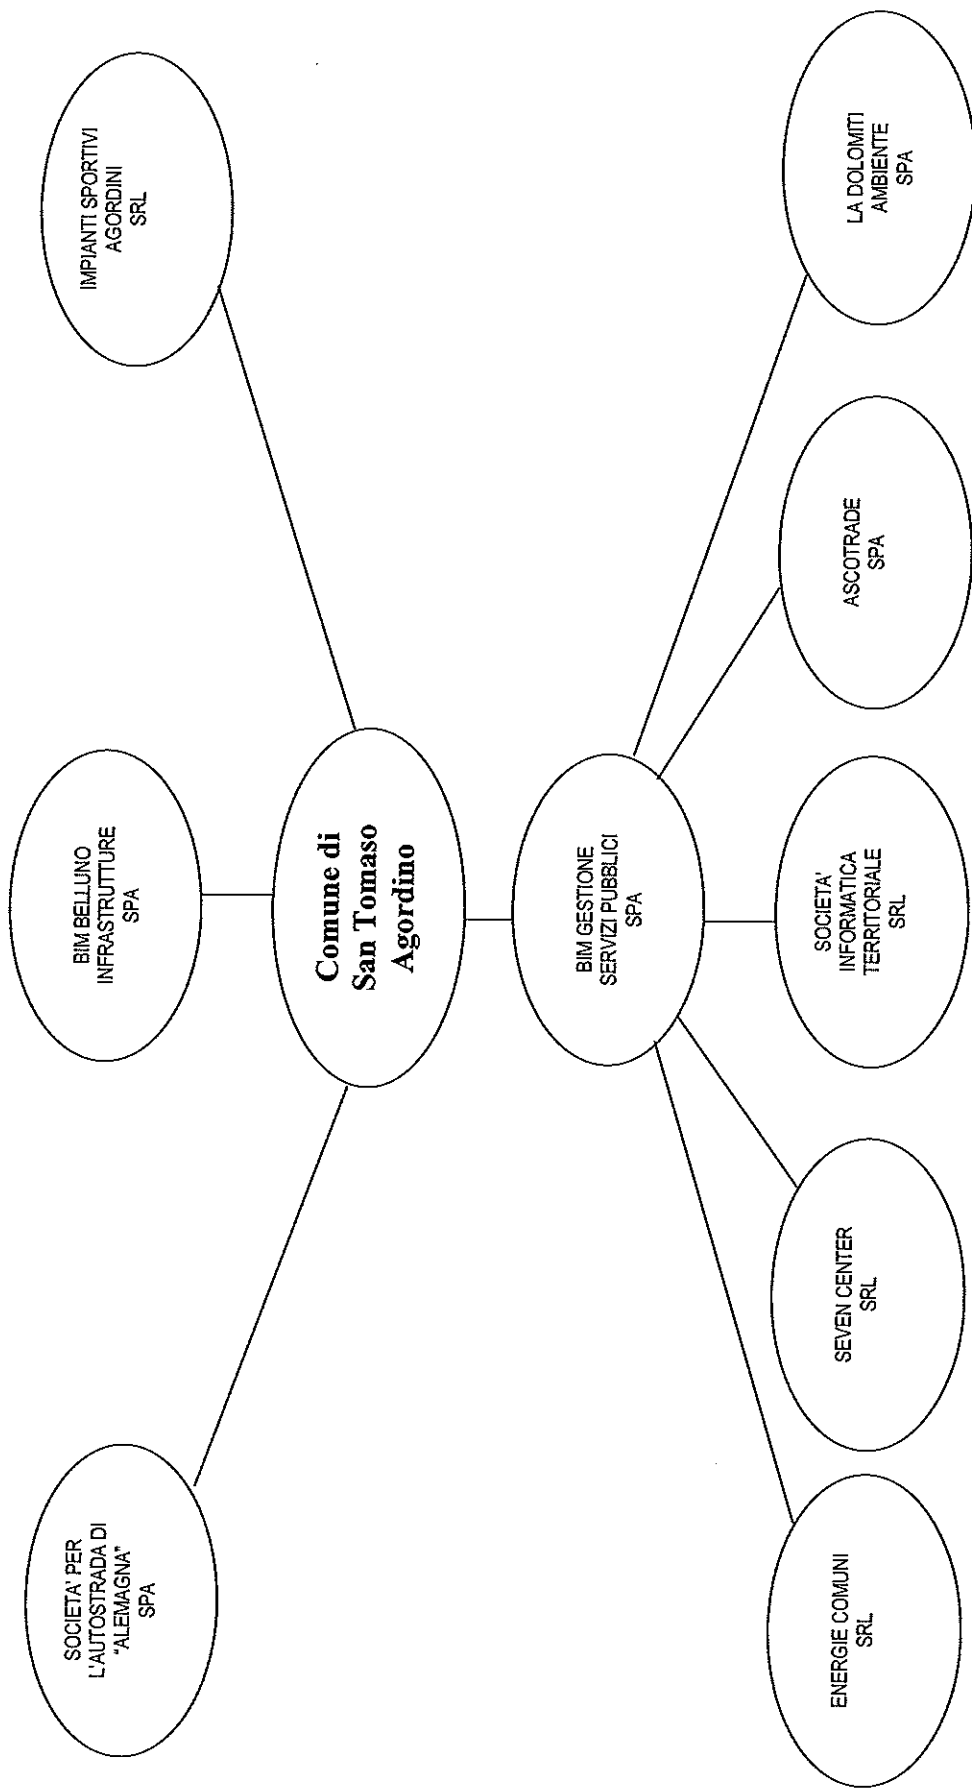 SOCIETA' PER
L'AUTOSTRADA DI
"ALEMAGNA"
SPA
BIM BELLUNO
INFRASTRUTTURE
SPA
IMPIANTI SPORTIVI
AGORDINI
SRL
Comune di
San Tomaso
Agordino
BIM GESTIONE
SERVIZI PUBBLICI
SPA
ENERGIE COMUNI
SRL
SEVEN CENTER
SRL
SOCIETA'
INFORMATICA
TERRITORIALE
SRL
ASCOTRADE
SPA
LA DOLOMITI
AMBIENTE
SPA